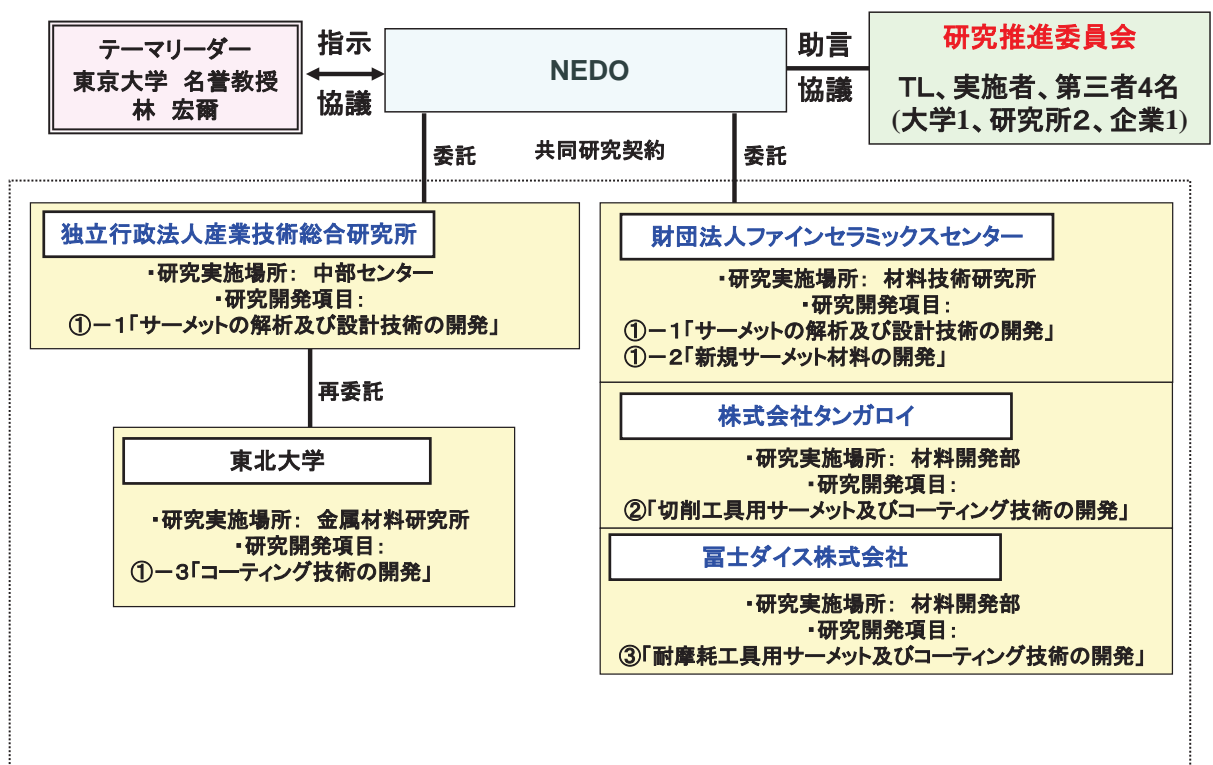 テーマリーダー
東京大学 名誉教授
林 宏爾
指示
協議
NEDO
助言
協議
研究推進委員会
TL、実施者、第三者4名
(大学1、研究所2、企業1)
委託
共同研究契約
委託
独立行政法人産業技術総合研究所
・研究実施場所： 中部センター
・研究開発項目：
①－1「サーメットの解析及び設計技術の開発」
再委託
東北大学
・研究実施場所： 金属材料研究所
・研究開発項目：
①－3「コーティング技術の開発」
財団法人ファインセラミックスセンター
・研究実施場所： 材料技術研究所
・研究開発項目：
①－1「サーメットの解析及び設計技術の開発」
①－2「新規サーメット材料の開発」
株式会社タンガロイ
・研究実施場所： 材料開発部
・研究開発項目：
②「切削工具用サーメット及びコーティング技術の開発」
冨士ダイス株式会社
・研究実施場所： 材料開発部
・研究開発項目：
③「耐摩耗工具用サーメット及びコーティング技術の開発」